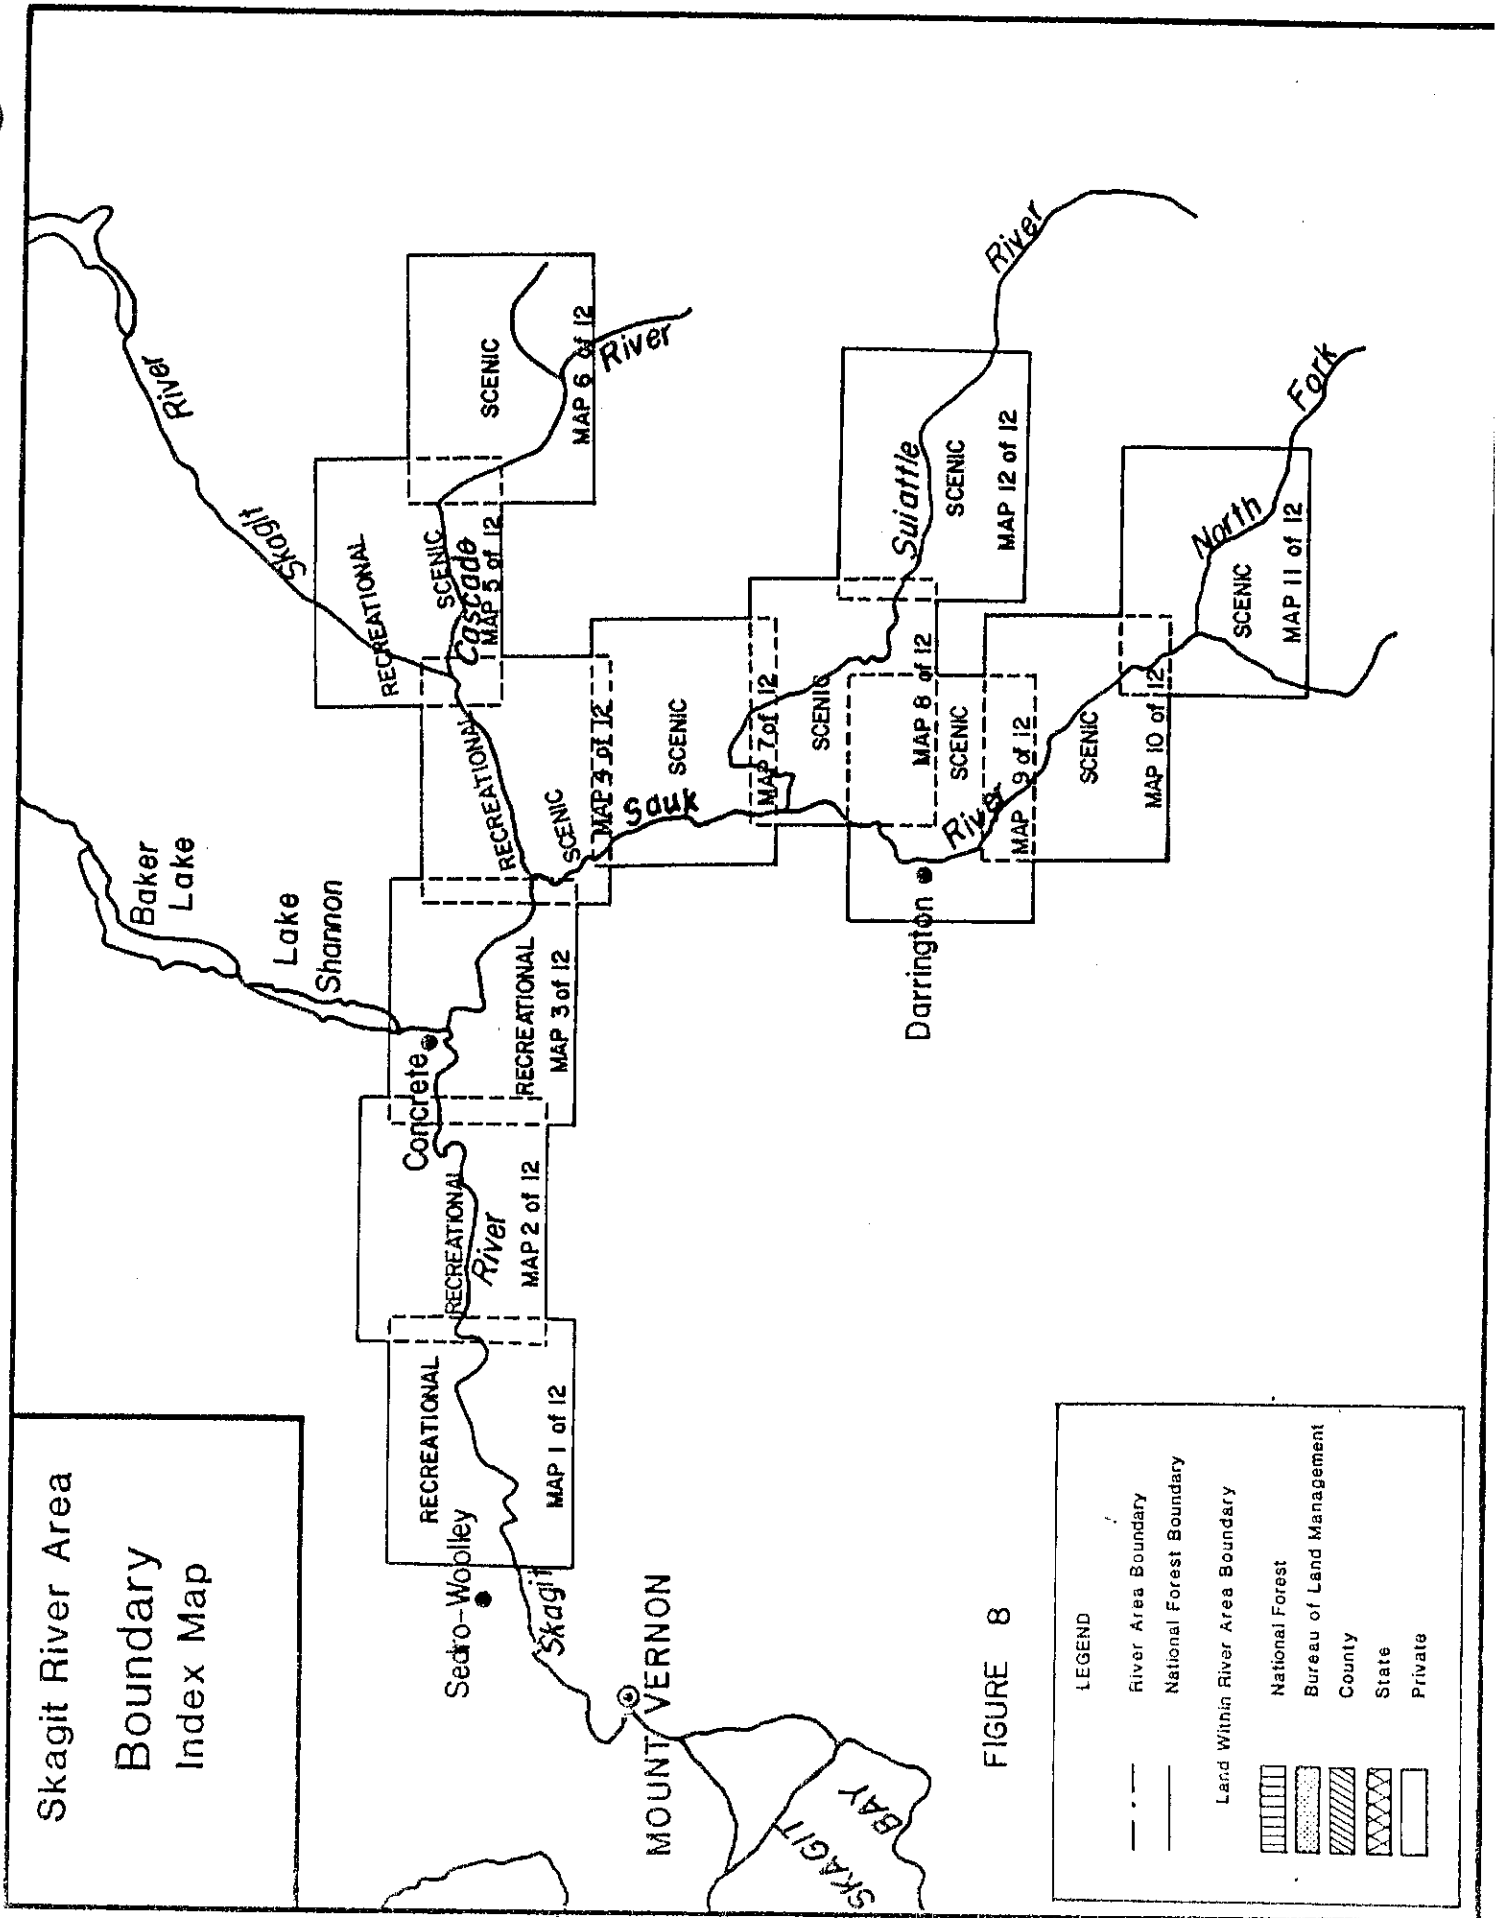 Skagit River Area
Boundary
Index Map
Baker
Lake
Lake
Shannon
Skagit
River
RECREATIONAL
SCENIC
Cascade
MAP 5 of 12
SCENIC
MAP 6 of 12
River
Sedro-Woolley
RECREATIONAL
MAP 1 of 12
Skagit
RECREATIONAL
River
MAP 2 of 12
Concrete
RECREATIONAL
MAP 3 of 12
RECREATIONAL
SCENIC
MAP 4 of 12
Sauk
SCENIC
MAP 7 of 12
SCENIC
MAP 8 of 12
Suiattle
River
SCENIC
MAP 12 of 12
Darrington
River
SCENIC
MAP 9 of 12
SCENIC
MAP 10 of 12
North
Fork
SCENIC
MAP 11 of 12
MOUNT VERNON
SKAGIT
BAY
FIGURE 8
LEGEND
River Area Boundary
National Forest Boundary
Land Within River Area Boundary
National Forest
Bureau of Land Management
County
State
Private